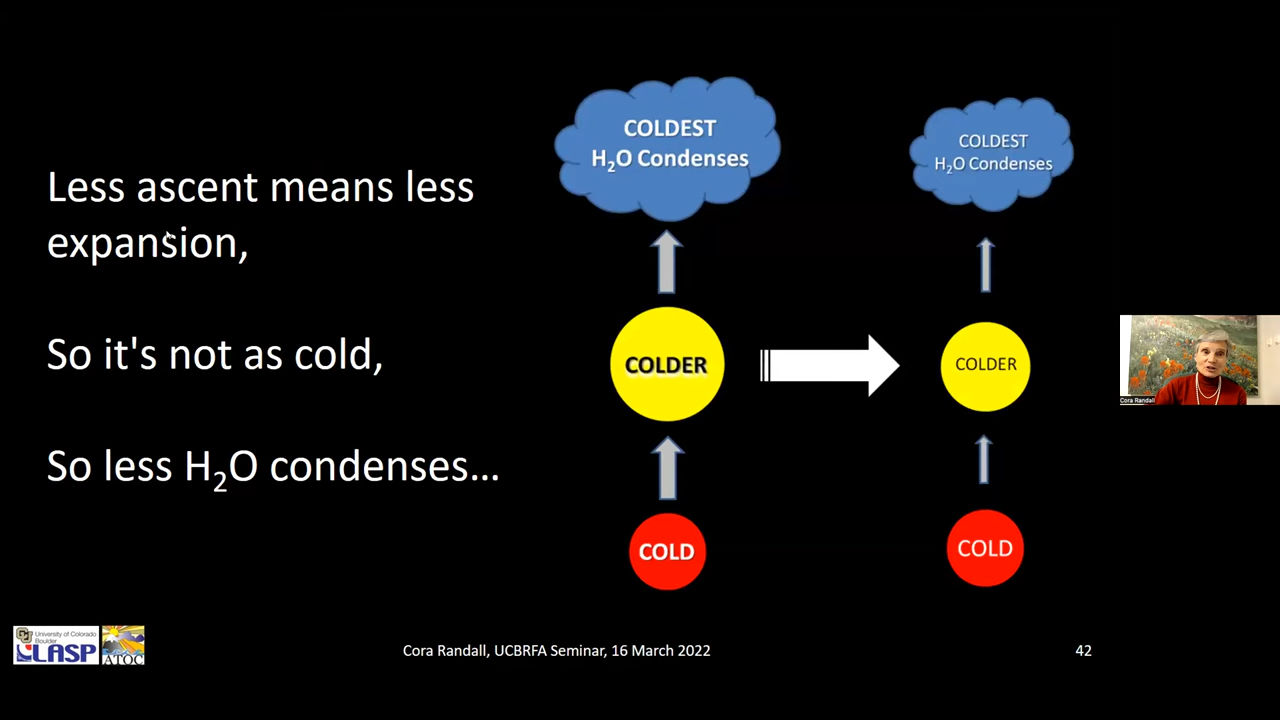 Less ascent means less
expansion,
So it's not as cold,
So less H₂O condenses...
COLDEST
H₂O Condenses
COLDER
COLD
COLDEST
H₂O Condenses
COLDER
COLD
Cora Randall
University of Colorado
Boulder
LASP
ATOC
Cora Randall, UCBRFA Seminar, 16 March 2022
42